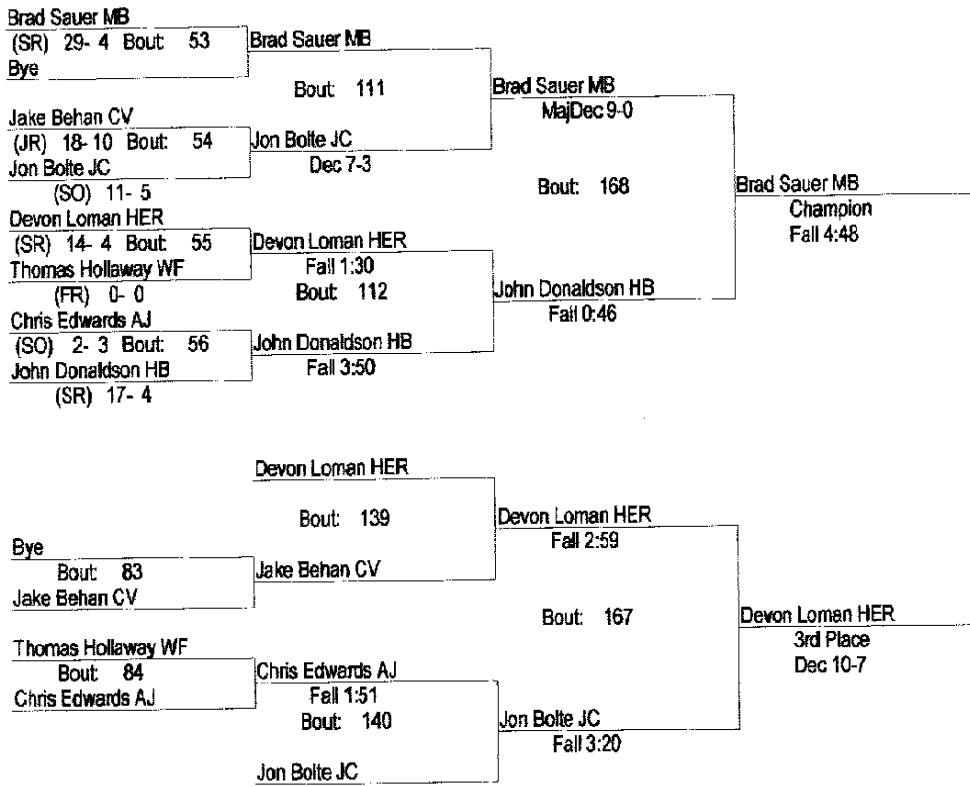 Brad Sauer MB
(SR) 29- 4 Bout: 53
Bye
Brad Sauer MB
Bout: 111
Jake Behan CV
(JR) 18- 10 Bout: 54
Jon Bolte JC
(SO) 11- 5
Jon Bolte JC
Dec 7-3
Brad Sauer MB
MajDec 9-0
Bout: 168
Devon Loman HER
(SR) 14- 4 Bout: 55
Thomas Hollaway WF
(FR) 0- 0
Devon Loman HER
Fall 1:30
Bout: 112
Chris Edwards AJ
(SO) 2- 3 Bout: 56
John Donaldson HB
(SR) 17- 4
John Donaldson HB
Fall 3:50
John Donaldson HB
Fall 0:46
Brad Sauer MB
Champion
Fall 4:48
Devon Loman HER
Bout: 139
Bye
Bout: 83
Jake Behan CV
Jake Behan CV
Devon Loman HER
Fall 2:59
Bout: 167
Thomas Hollaway WF
Bout: 84
Chris Edwards AJ
Chris Edwards AJ
Fall 1:51
Bout: 140
Jon Bolte JC
Jon Bolte JC
Fall 3:20
Devon Loman HER
3rd Place
Dec 10-7